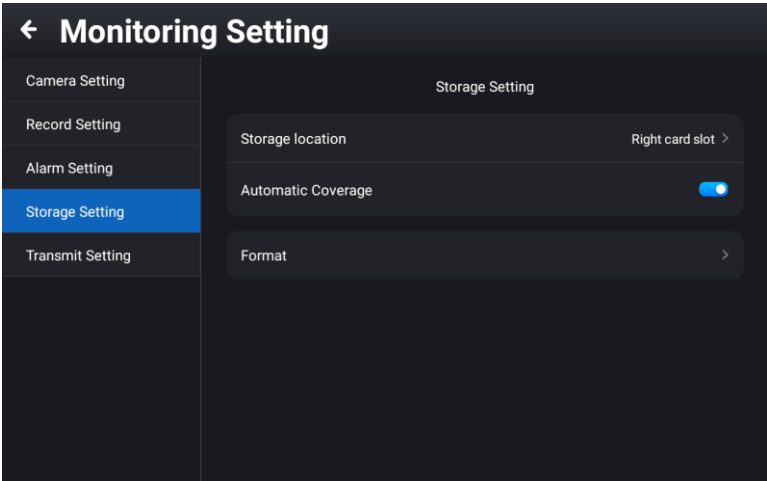 Monitoring Setting
Camera Setting
Record Setting
Alarm Setting
Storage Setting
Transmit Setting
Storage Setting
Storage location Right card slot
Automatic Coverage
Format